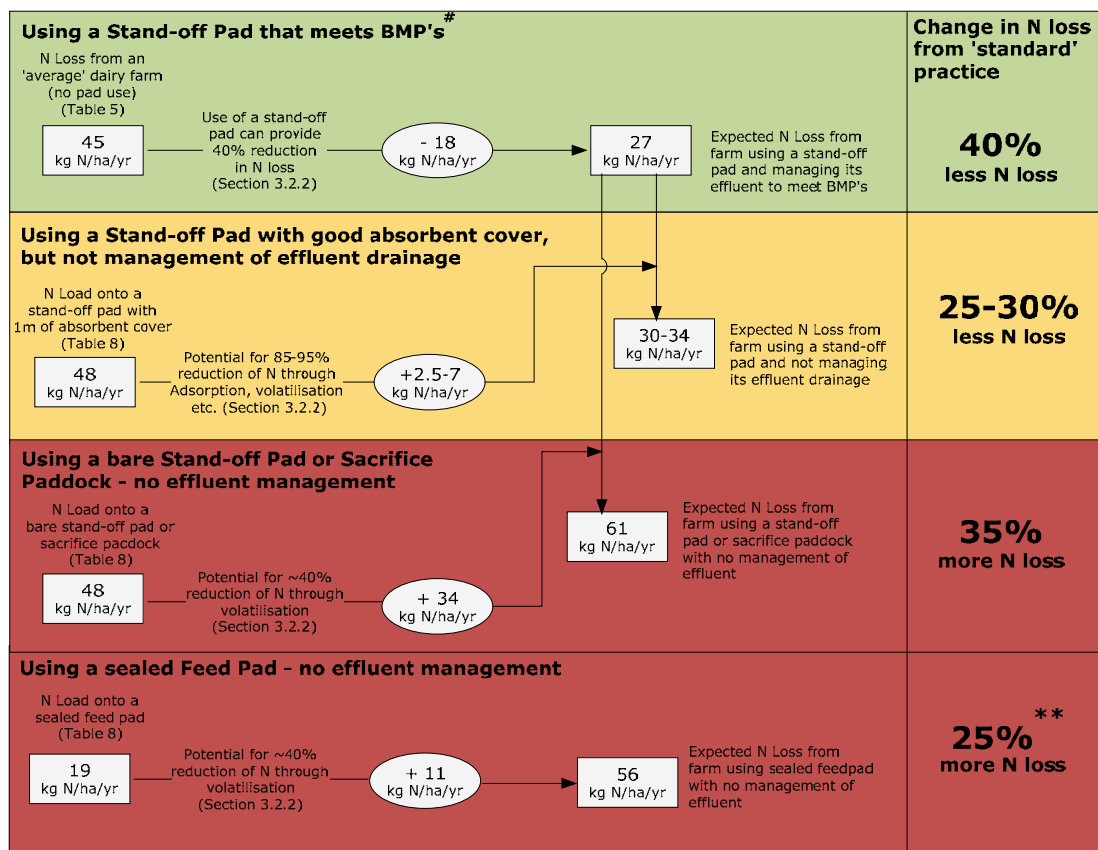 Using a Stand-off Pad that meets BMP's#
Change in N loss
from 'standard'
practice
N Loss from an
'average' dairy farm
(no pad use)
(Table 5)
45
kg N/ha/yr
Use of a stand-off
pad can provide
40% reduction
in N loss
(Section 3.2.2)
- 18
kg N/ha/yr
27
kg N/ha/yr
Expected N Loss from
farm using a stand-off
pad and managing its
effluent to meet BMP's
40%
less N loss
Using a Stand-off Pad with good absorbent cover,
but not management of effluent drainage
N Load onto a
stand-off pad with
1m of absorbent cover
(Table 8)
48
kg N/ha/yr
Potential for 85-95%
reduction of N through
Adsorption, volatilisation
etc. (Section 3.2.2)
+2.5-7
kg N/ha/yr
30-34
kg N/ha/yr
Expected N Loss from
farm using a stand-off
pad and not managing
its effluent drainage
25-30%
less N loss
Using a bare Stand-off Pad or Sacrifice
Paddock - no effluent management
N Load onto a
bare stand-off pad or
sacrifice pacdock
(Table 8)
48
kg N/ha/yr
Potential for ~40%
reduction of N through
volatilisation
(Section 3.2.2)
+ 34
kg N/ha/yr
61
kg N/ha/yr
Expected N Loss from
farm using a stand-off
pad or sacrifice paddock
with no management of
effluent
35%
more N loss
Using a sealed Feed Pad - no effluent management
N Load onto a
sealed feed pad
(Table 8)
19
kg N/ha/yr
Potential for ~40%
reduction of N through
volatilisation
(Section 3.2.2)
+ 11
kg N/ha/yr
56
kg N/ha/yr
Expected N Loss from
farm using sealed feedpad
with no management of
effluent
25%**
more N loss